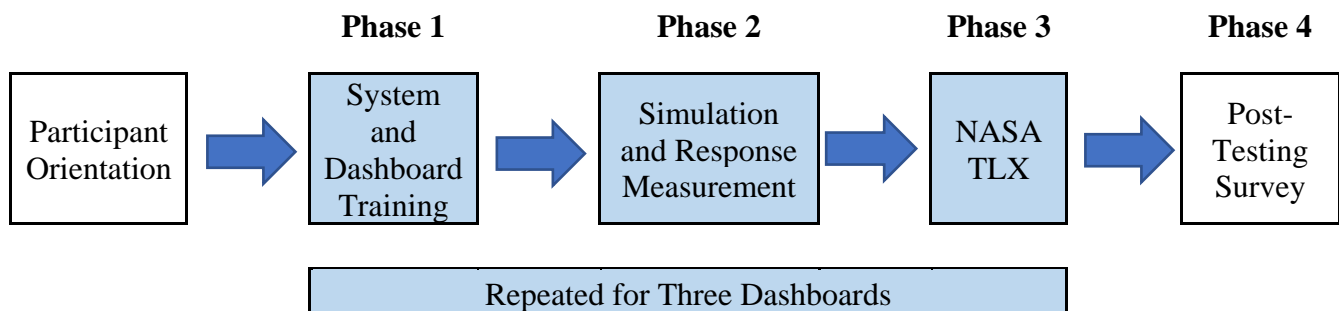 Phase 1
Phase 2
Phase 3
Phase 4
Participant
Orientation
System
and
Dashboard
Training
Simulation
and Response
Measurement
NASA
TLX
Post-
Testing
Survey
Repeated for Three Dashboards